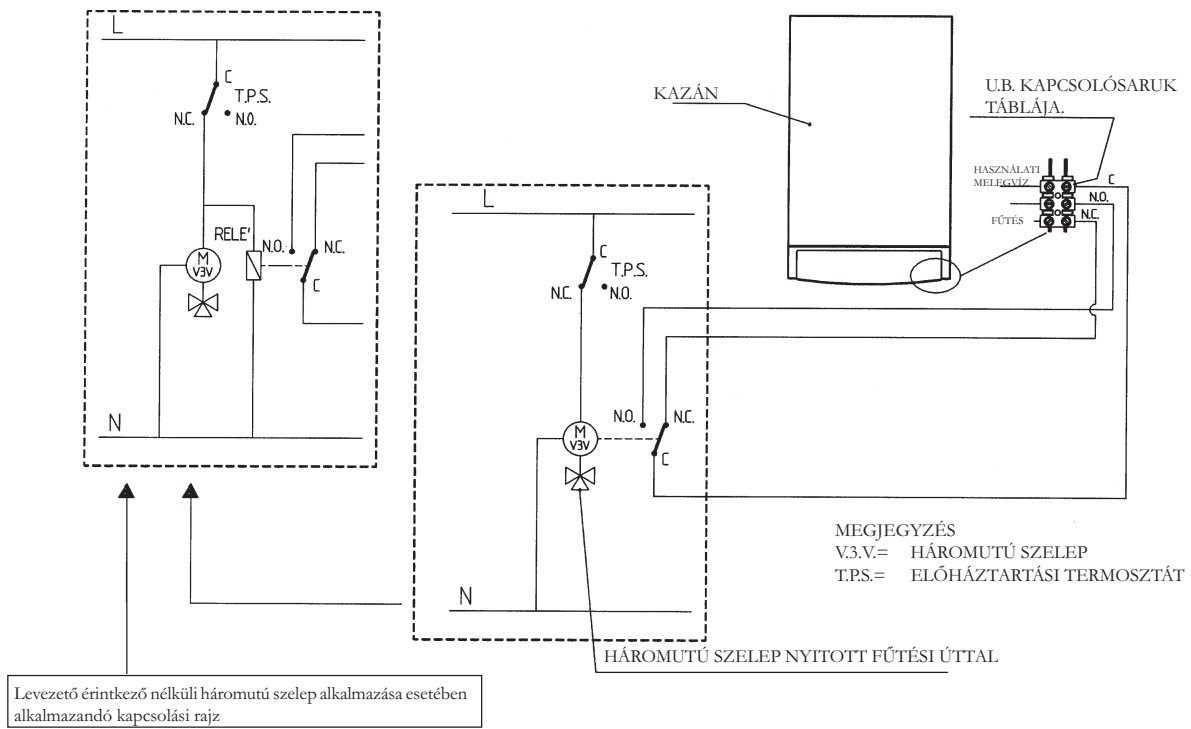 L
C
T.P.S.
N.C.
N.O.
RELE'
N.O.
N.C.
M
V3V
C
N
L
C
T.P.S.
N.C.
N.O.
N.O.
N.C.
M
V3V
C
N
KAZÁN
U.B. KAPCSOLÓSARUK
TÁBLÁJA.
HASZNÁLATI
MELEGVÍZ
FŰTÉS
C
N.O.
N.C.
MEGJEGYZÉS
V.3.V.= HÁROMUTÚ SZELEP
T.P.S.= ELŐHÁZTARTÁSI TERMOSZTÁT
HÁROMUTÚ SZELEP NYITOTT FŰTÉSI ÚTTAL
Levezető érintkező nélküli háromutú szelep alkalmazása esetében
alkalmazandó kapcsolási rajz